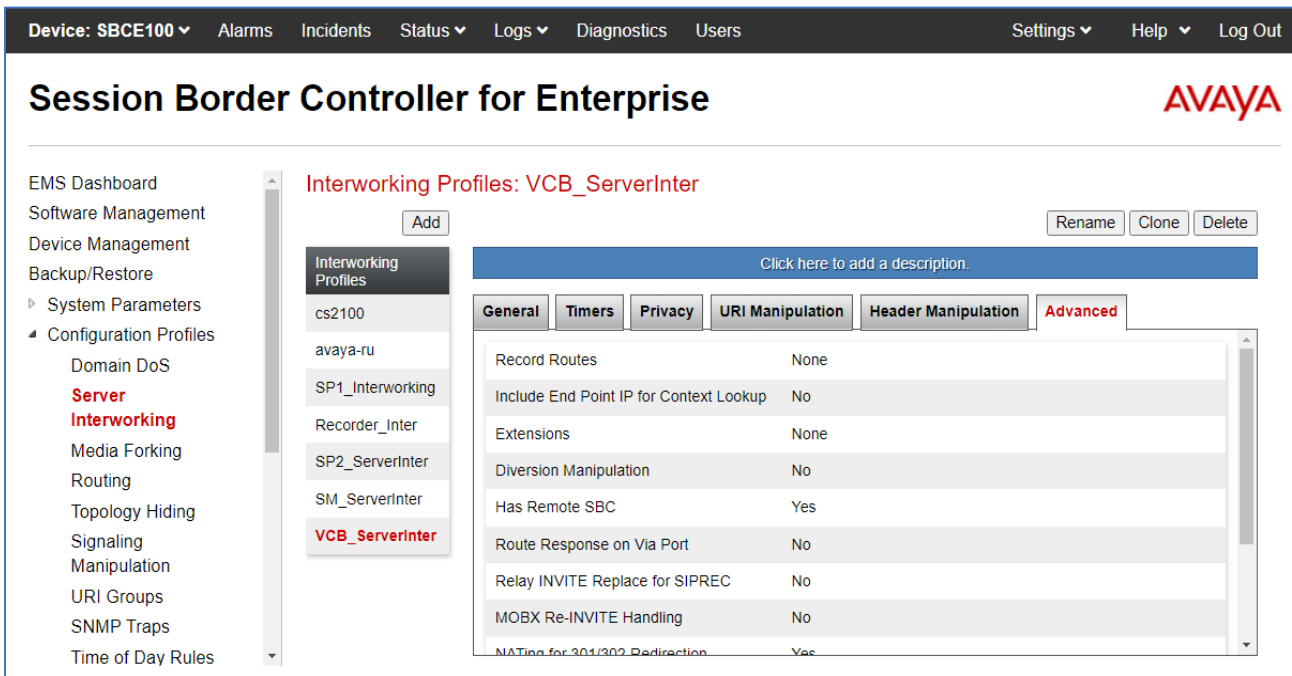 Device: SBCE100 Alarms Incidents Status Logs Diagnostics Users Settings Help Log Out
Session Border Controller for Enterprise
AVAYA
EMS Dashboard
Software Management
Device Management
Backup/Restore
System Parameters
Configuration Profiles
Domain DoS
Server
Interworking
Media Forking
Routing
Topology Hiding
Signaling
Manipulation
URI Groups
SNMP Traps
Time of Day Rules
Interworking Profiles: VCB_ServerInter
Add
Rename Clone Delete
Interworking
Profiles
cs2100
avaya-ru
SP1_Interworking
Recorder_Inter
SP2_ServerInter
SM_ServerInter
VCB_ServerInter
Click here to add a description.
General Timers Privacy URI Manipulation Header Manipulation Advanced
Record Routes None
Include End Point IP for Context Lookup No
Extensions None
Diversion Manipulation No
Has Remote SBC Yes
Route Response on Via Port No
Relay INVITE Replace for SIPREC No
MOBX Re-INVITE Handling No
NATing for 301/302 Redirection Yes